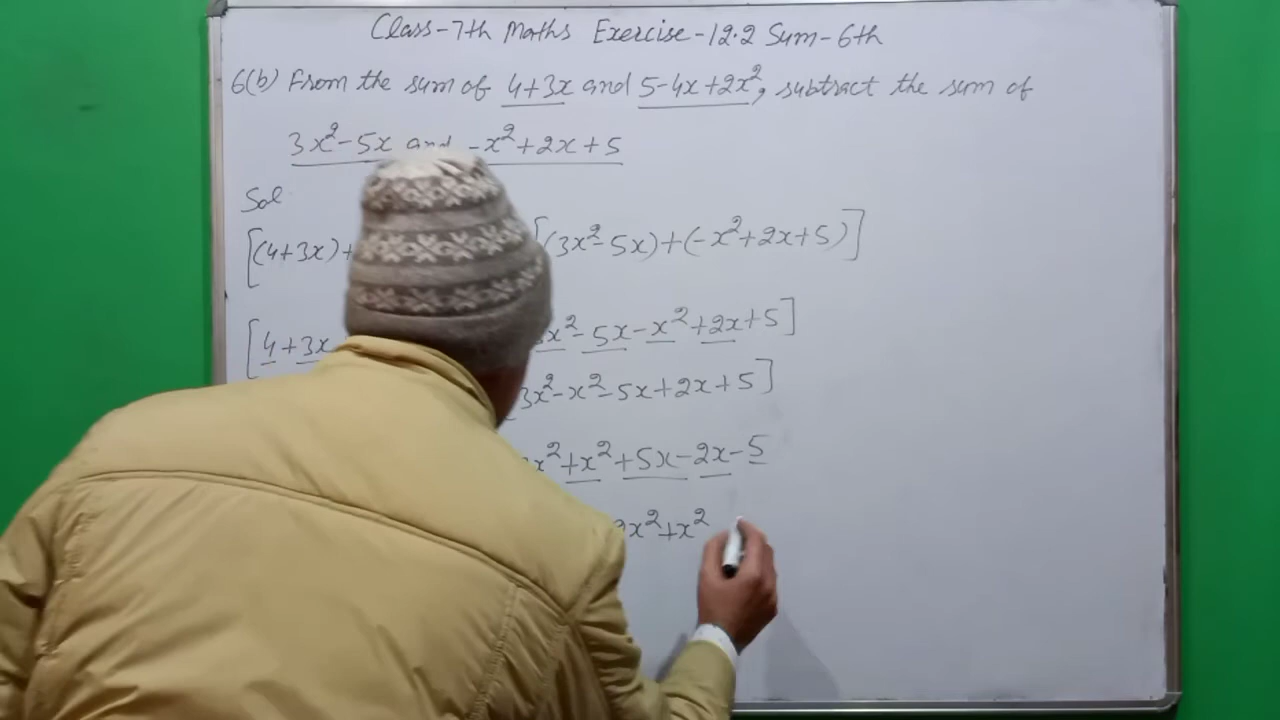 Class-7th Maths Exercise-12.2 Sum-6th
6(b) From the sum of 4+3x and 5-4x+2x², subtract the sum of
3x²-5x and -x²+2x+5
Sol
[(4+3x)+ [(3x²-5x)+(-x²+2x+5)]
[4+3x x²-5x-x²+2x+5]
3x²-x²-5x+2x+5]
x²+x²+5x-2x-5
x²+x²